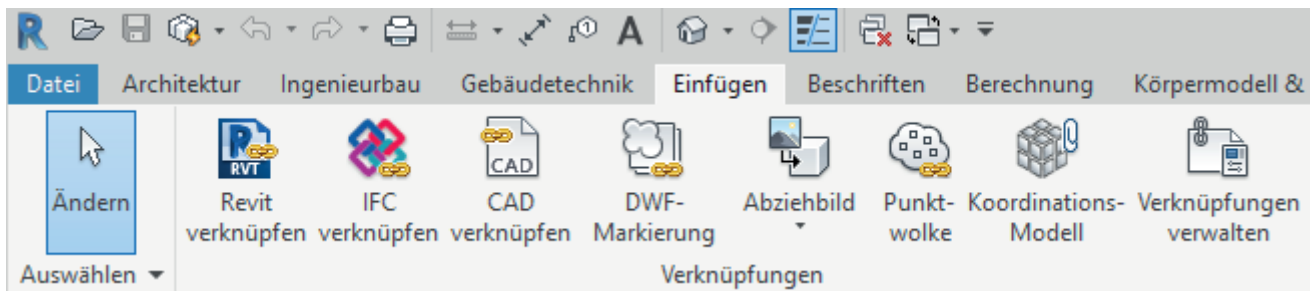 Datei Architektur Ingenieurbau Gebäudetechnik Einfügen Beschriften Berechnung Körpermodell &
R
RVT
CAD
Ändern Revit IFC CAD DWF- Abziehbild Punkt- Koordinations- Verknüpfungen
verknüpfen verknüpfen verknüpfen Markierung wolke Modell verwalten
Auswählen Verknüpfungen